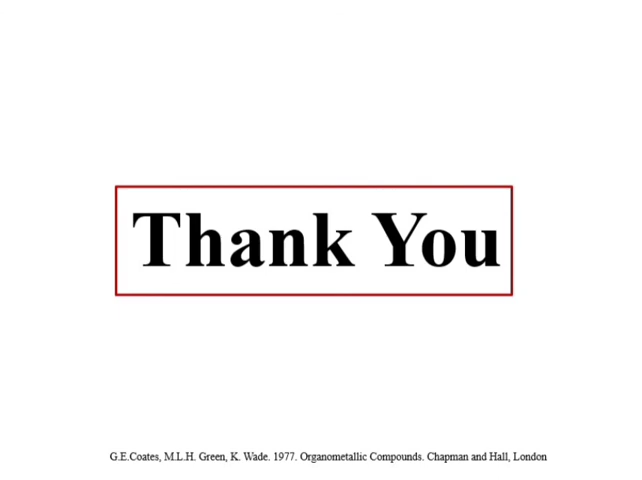 Thank You
G.E.Coates, M.L.H. Green, K. Wade. 1977. Organometallic Compounds. Chapman and Hall, London